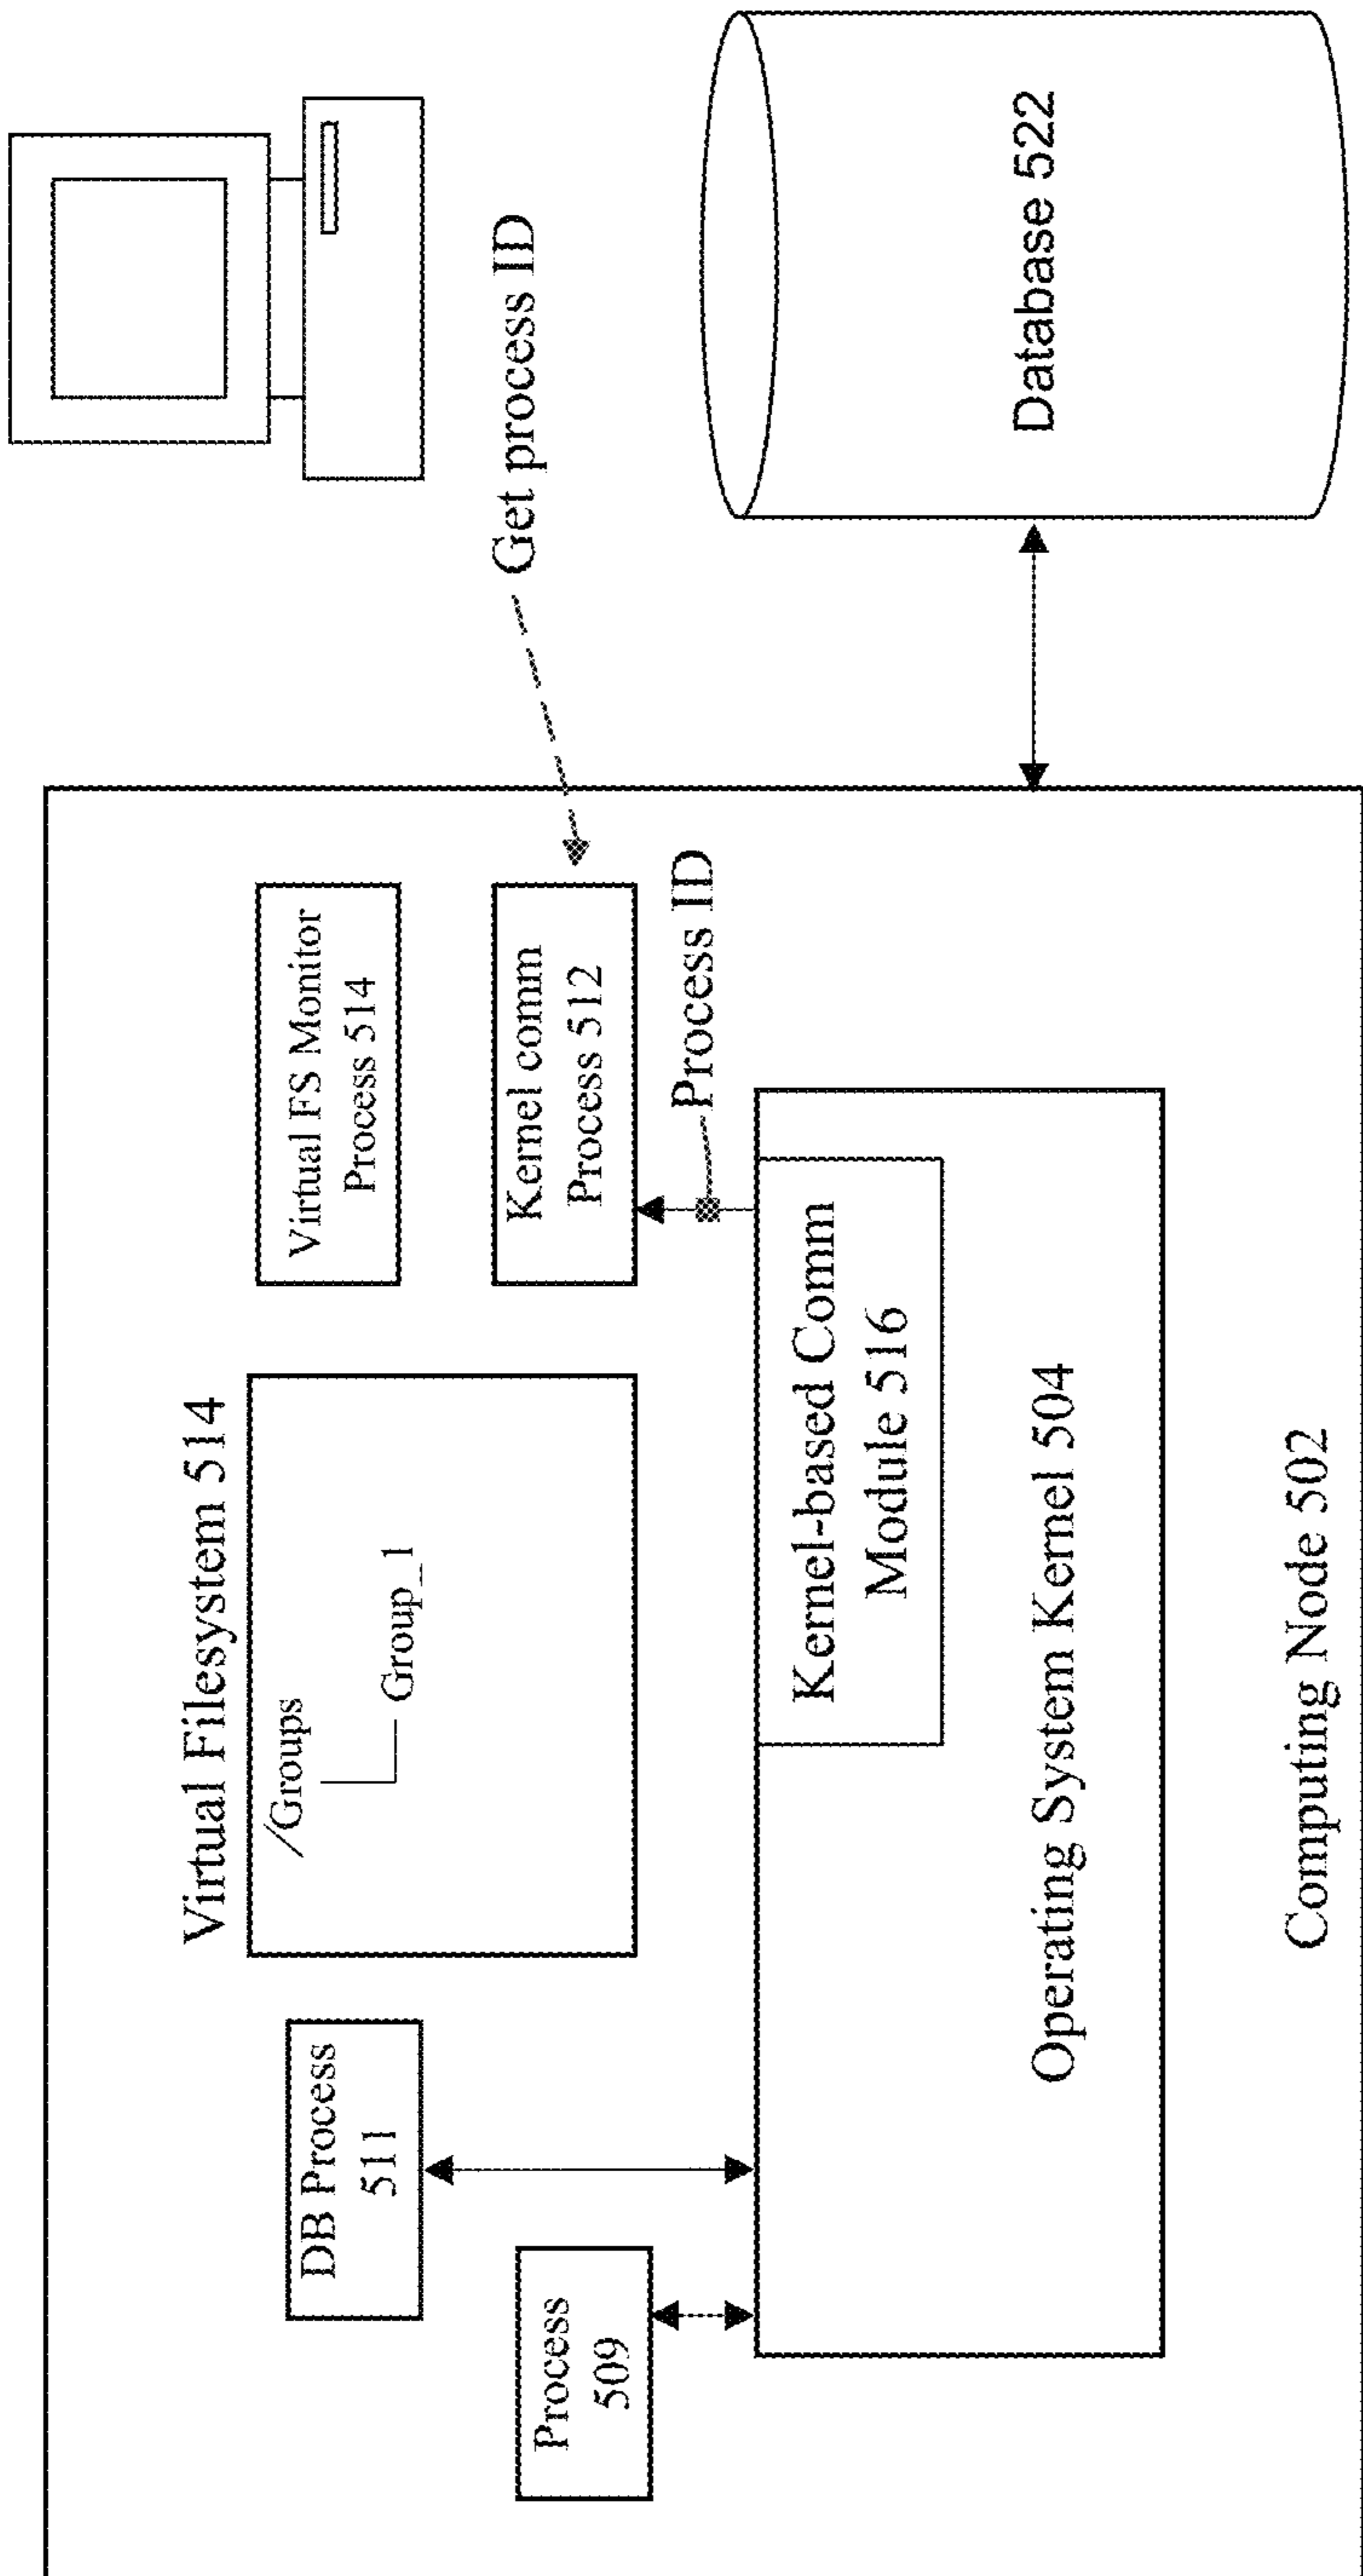 Virtual Filesystem 514
/Groups
Group_1
DB Process
511
Process
509
Virtual FS Monitor
Process 514
Kernel comm
Process 512
Get process ID
Process ID
Kernel-based Comm
Module 516
Operating System Kernel 504
Computing Node 502
Database 522